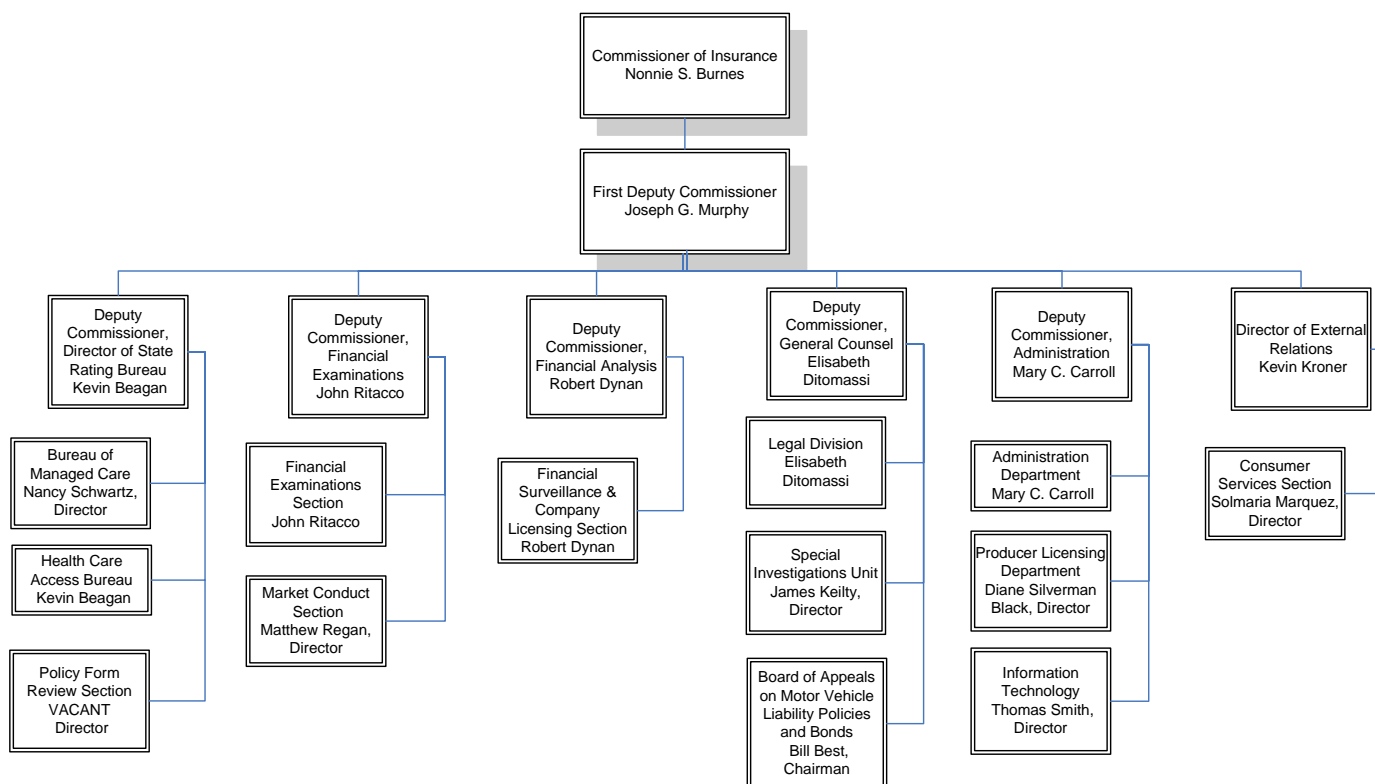 Commissioner of Insurance
Nonnie S. Burnes
First Deputy Commissioner
Joseph G. Murphy
Deputy
Commissioner,
Director of State
Rating Bureau
Kevin Beagan
Bureau of
Managed Care
Nancy Schwartz,
Director
Health Care
Access Bureau
Kevin Beagan
Policy Form
Review Section
VACANT
Director
Deputy
Commissioner,
Financial
Examinations
John Ritacco
Financial
Examinations
Section
John Ritacco
Market Conduct
Section
Matthew Regan,
Director
Deputy
Commissioner,
Financial Analysis
Robert Dynan
Financial
Surveillance &
Company
Licensing Section
Robert Dynan
Deputy
Commissioner,
General Counsel
Elisabeth
Ditomassi
Legal Division
Elisabeth
Ditomassi
Special
Investigations Unit
James Keilty,
Director
Board of Appeals
on Motor Vehicle
Liability Policies
and Bonds
Bill Best,
Chairman
Deputy
Commissioner,
Administration
Mary C. Carroll
Administration
Department
Mary C. Carroll
Producer Licensing
Department
Diane Silverman
Black, Director
Information
Technology
Thomas Smith,
Director
Director of External
Relations
Kevin Kroner
Consumer
Services Section
Solmaria Marquez,
Director